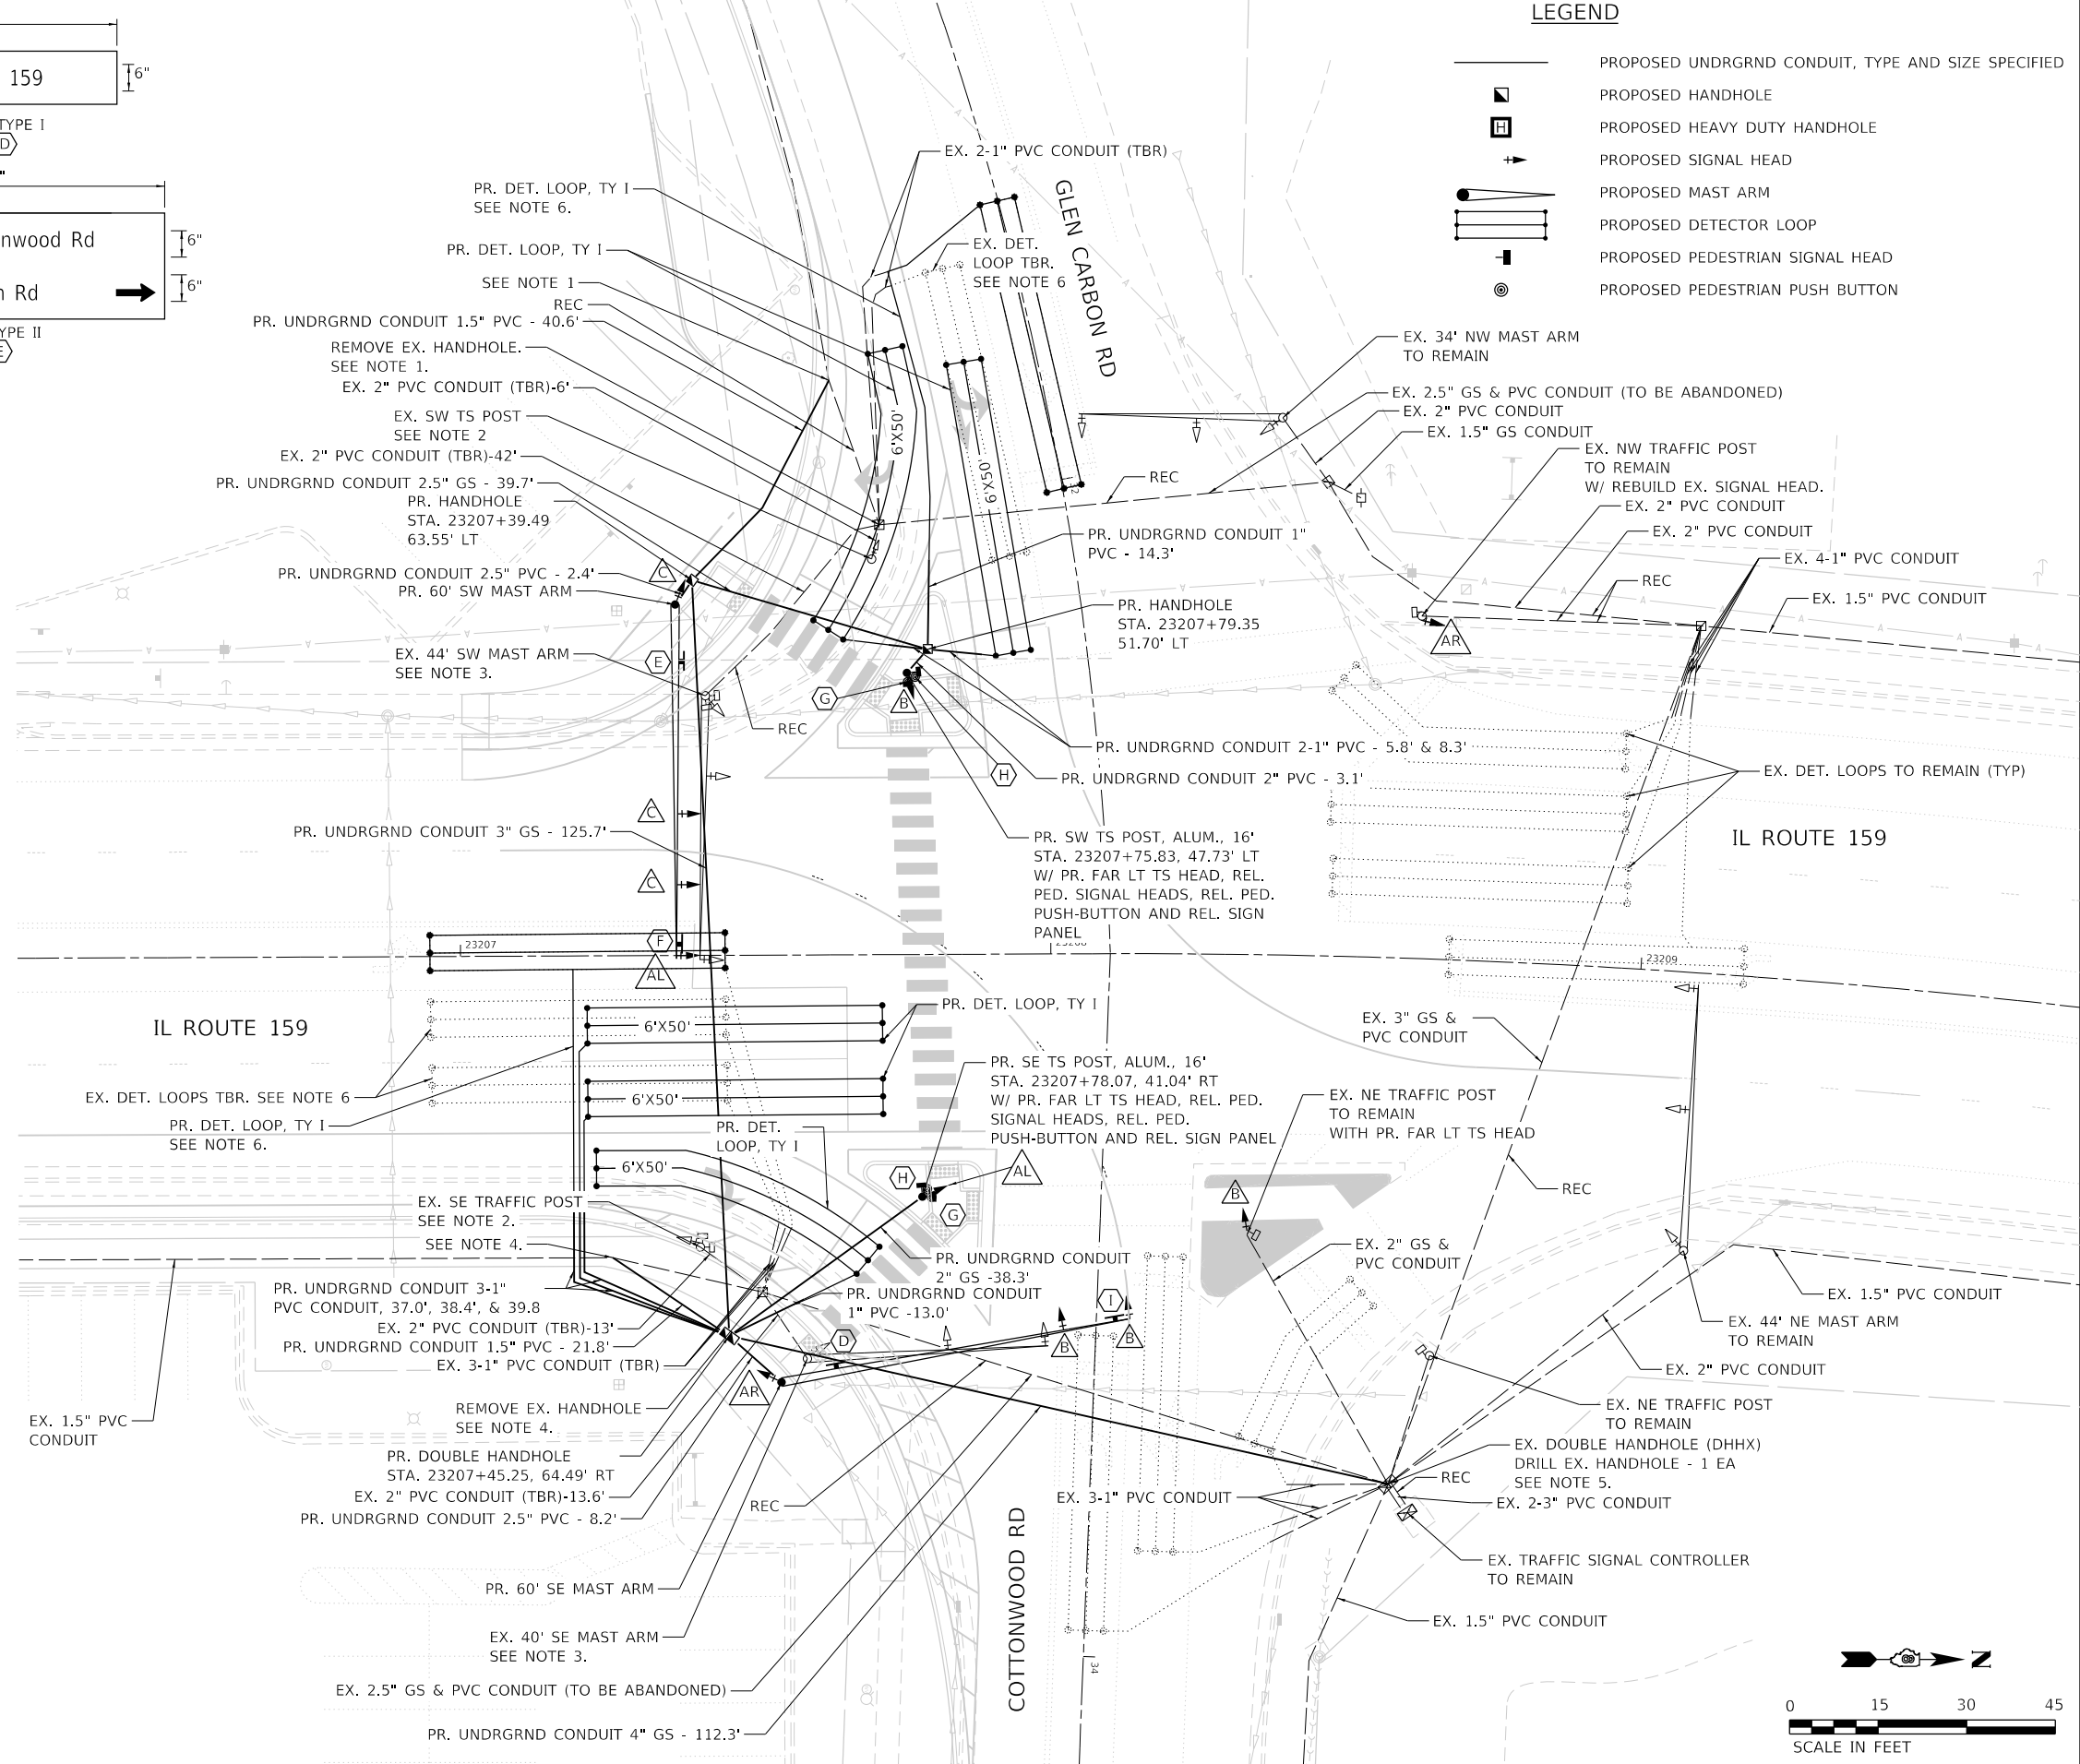 LEGEND
PROPOSED UNDRGRND CONDUIT, TYPE AND SIZE SPECIFIED
PROPOSED HANDHOLE
H
PROPOSED HEAVY DUTY HANDHOLE
PROPOSED SIGNAL HEAD
PROPOSED MAST ARM
PROPOSED DETECTOR LOOP
PROPOSED PEDESTRIAN SIGNAL HEAD
PROPOSED PEDESTRIAN PUSH BUTTON
159
6"
TYPE I
D
nwood Rd
6"
n Rd
6"
YPE II
EX. 2-1" PVC CONDUIT (TBR)
PR. DET. LOOP, TY I
SEE NOTE 6.
PR. DET. LOOP, TY I
SEE NOTE 1
REC
PR. UNDRGRND CONDUIT 1.5" PVC - 40.6'
REMOVE EX. HANDHOLE.
SEE NOTE 1.
EX. 2" PVC CONDUIT (TBR)-6'
EX. SW TS POST
SEE NOTE 2
EX. 2" PVC CONDUIT (TBR)-42'
PR. UNDRGRND CONDUIT 2.5" GS - 39.7'
PR. HANDHOLE
STA. 23207+39.49
63.55' LT
PR. UNDRGRND CONDUIT 2.5" PVC - 2.4'
C
PR. 60' SW MAST ARM
EX. 44' SW MAST ARM
SEE NOTE 3.
E
EX. DET.
LOOP TBR.
SEE NOTE 6
GLEN CARBON RD
6'X50'
6'X50'
32
EX. 34' NW MAST ARM
TO REMAIN
EX. 2.5" GS & PVC CONDUIT (TO BE ABANDONED)
EX. 2" PVC CONDUIT
EX. 1.5" GS CONDUIT
EX. NW TRAFFIC POST
TO REMAIN
W/ REBUILD EX. SIGNAL HEAD.
EX. 2" PVC CONDUIT
EX. 2" PVC CONDUIT
EX. 4-1" PVC CONDUIT
REC
EX. 1.5" PVC CONDUIT
REC
AR
PR. UNDRGRND CONDUIT 1"
PVC - 14.3'
PR. HANDHOLE
STA. 23207+79.35
51.70' LT
G
B
H
REC
PR. UNDRGRND CONDUIT 2-1" PVC - 5.8' & 8.3'
PR. UNDRGRND CONDUIT 2" PVC - 3.1'
EX. DET. LOOPS TO REMAIN (TYP)
IL ROUTE 159
C
PR. UNDRGRND CONDUIT 3" GS - 125.7'
C
PR. SW TS POST, ALUM., 16'
STA. 23207+75.83, 47.73' LT
W/ PR. FAR LT TS HEAD, REL.
PED. SIGNAL HEADS, REL. PED.
PUSH-BUTTON AND REL. SIGN
PANEL
23207
F
AL
23209
IL ROUTE 159
6'X50'
PR. DET. LOOP, TY I
6'X50'
EX. DET. LOOPS TBR. SEE NOTE 6
PR. DET. LOOP, TY I
SEE NOTE 6.
EX. 3" GS &
PVC CONDUIT
PR. SE TS POST, ALUM., 16'
STA. 23207+78.07, 41.04' RT
W/ PR. FAR LT TS HEAD, REL. PED.
SIGNAL HEADS, REL. PED.
PUSH-BUTTON AND REL. SIGN PANEL
PR. DET.
LOOP, TY I
6'X50'
EX. NE TRAFFIC POST
TO REMAIN
WITH PR. FAR LT TS HEAD
AL
H
G
B
REC
EX. SE TRAFFIC POST
SEE NOTE 2.
SEE NOTE 4.
PR. UNDRGRND CONDUIT 3-1"
PVC CONDUIT, 37.0', 38.4', & 39.8
EX. 2" PVC CONDUIT (TBR)-13'
PR. UNDRGRND CONDUIT 1.5" PVC - 21.8'
EX. 3-1" PVC CONDUIT (TBR)
PR. UNDRGRND CONDUIT
2" GS -38.3'
PR. UNDRGRND CONDUIT
1" PVC -13.0'
I
B
B
D
AR
EX. 2" GS &
PVC CONDUIT
EX. 1.5" PVC CONDUIT
EX. 44' NE MAST ARM
TO REMAIN
EX. 2" PVC CONDUIT
EX. NE TRAFFIC POST
TO REMAIN
EX. DOUBLE HANDHOLE (DHHX)
DRILL EX. HANDHOLE - 1 EA
SEE NOTE 5.
REC
EX. 2-3" PVC CONDUIT
EX. 1.5" PVC
CONDUIT
REMOVE EX. HANDHOLE
SEE NOTE 4.
PR. DOUBLE HANDHOLE
STA. 23207+45.25, 64.49' RT
EX. 2" PVC CONDUIT (TBR)-13.6'
PR. UNDRGRND CONDUIT 2.5" PVC - 8.2'
REC
EX. 3-1" PVC CONDUIT
EX. TRAFFIC SIGNAL CONTROLLER
TO REMAIN
EX. 1.5" PVC CONDUIT
PR. 60' SE MAST ARM
EX. 40' SE MAST ARM
SEE NOTE 3.
EX. 2.5" GS & PVC CONDUIT (TO BE ABANDONED)
PR. UNDRGRND CONDUIT 4" GS - 112.3'
COTTONWOOD RD
34
N
0 15 30 45
SCALE IN FEET